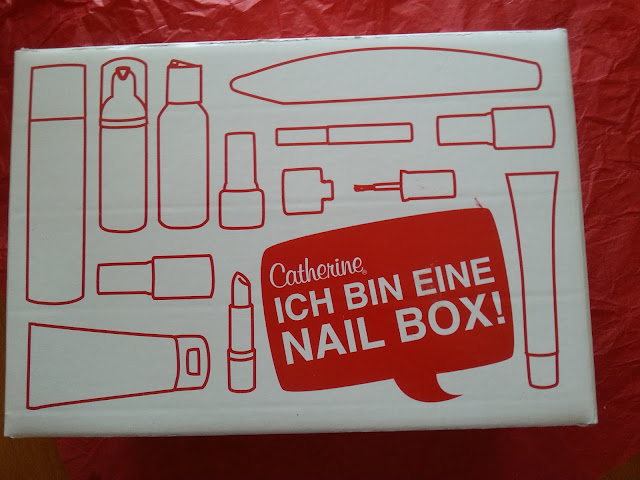 Catherine®
ICH BIN EINE
NAIL BOX!